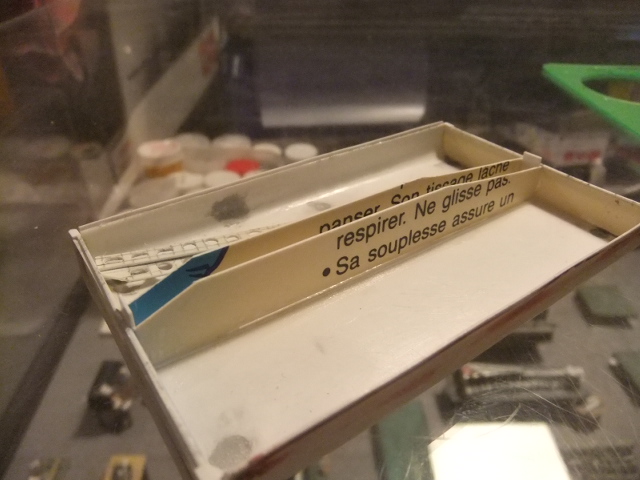 panser. Son tissage lâche
respirer. Ne glisse pas.
• Sa souplesse assure un